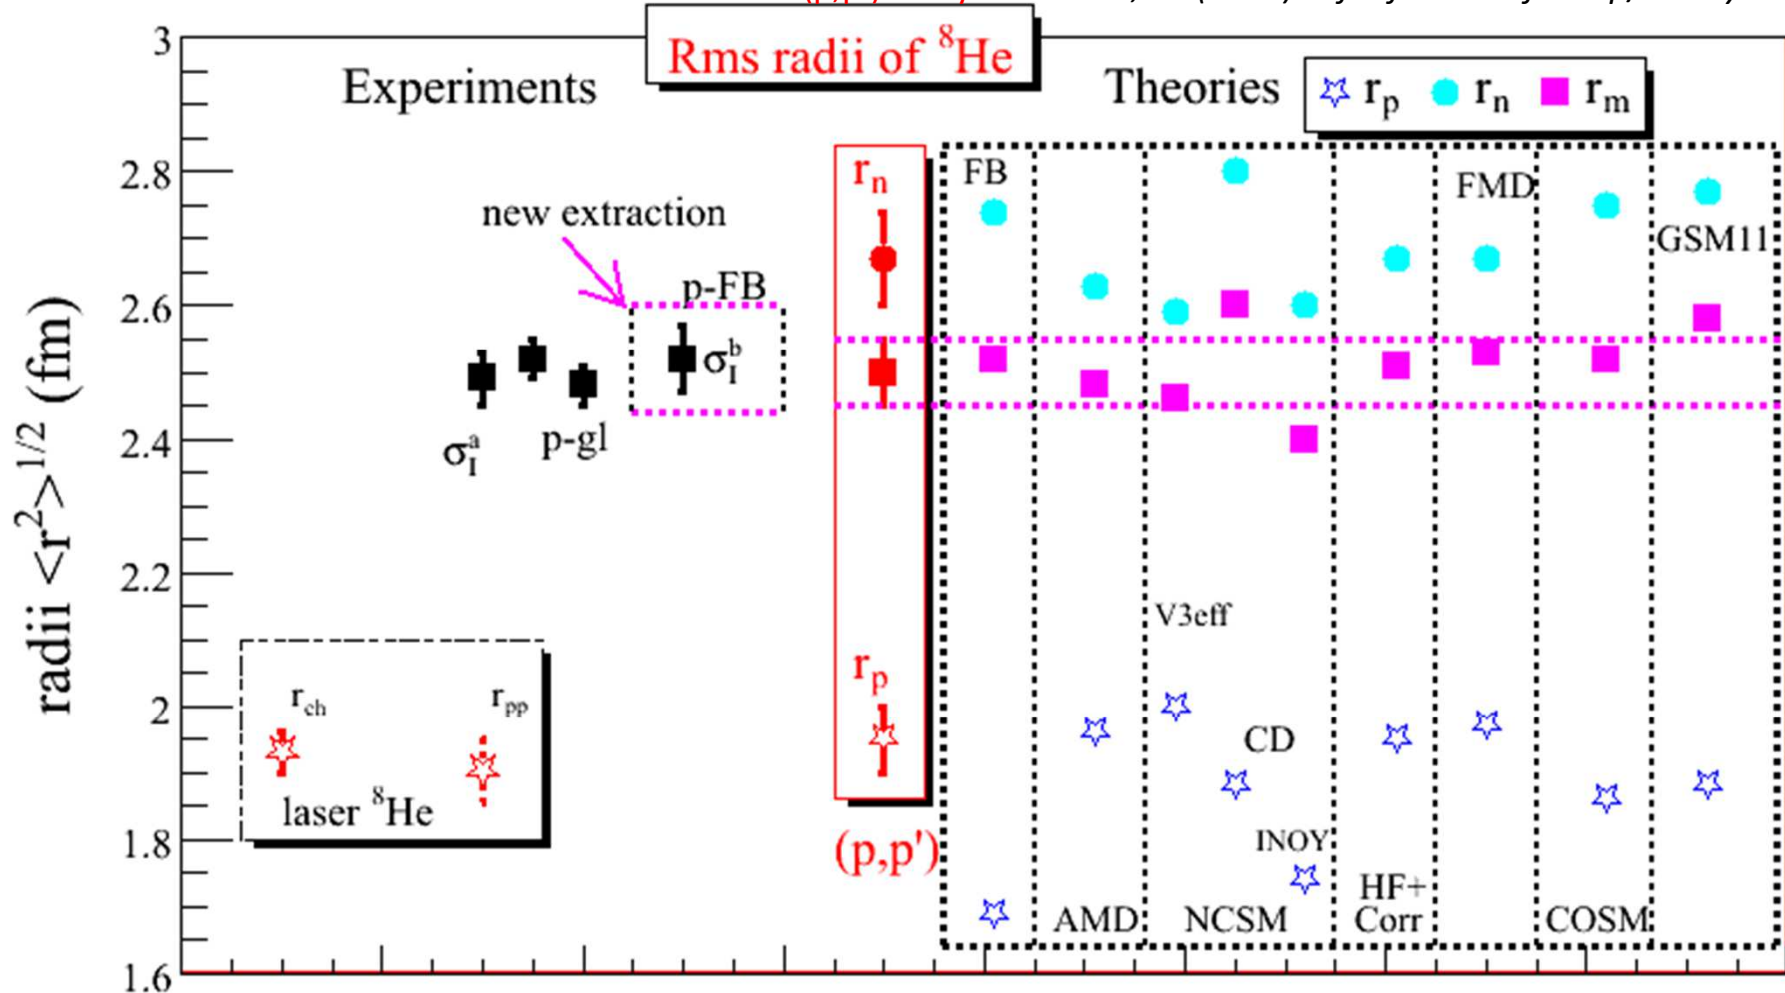 Rms radii of ⁸He
Experiments
Theories
rp rn rm
3
2.8
2.6
2.4
2.2
2
1.8
1.6
radii <r²>^1/2 (fm)
new extraction
p-FB
σ_I^b
σ_I^a
p-gl
rch
rpp
laser ⁸He
rn
rp
(p,p')
FB
FMD
GSM11
V3eff
CD
INOY
AMD
NCSM
HF+
Corr
COSM